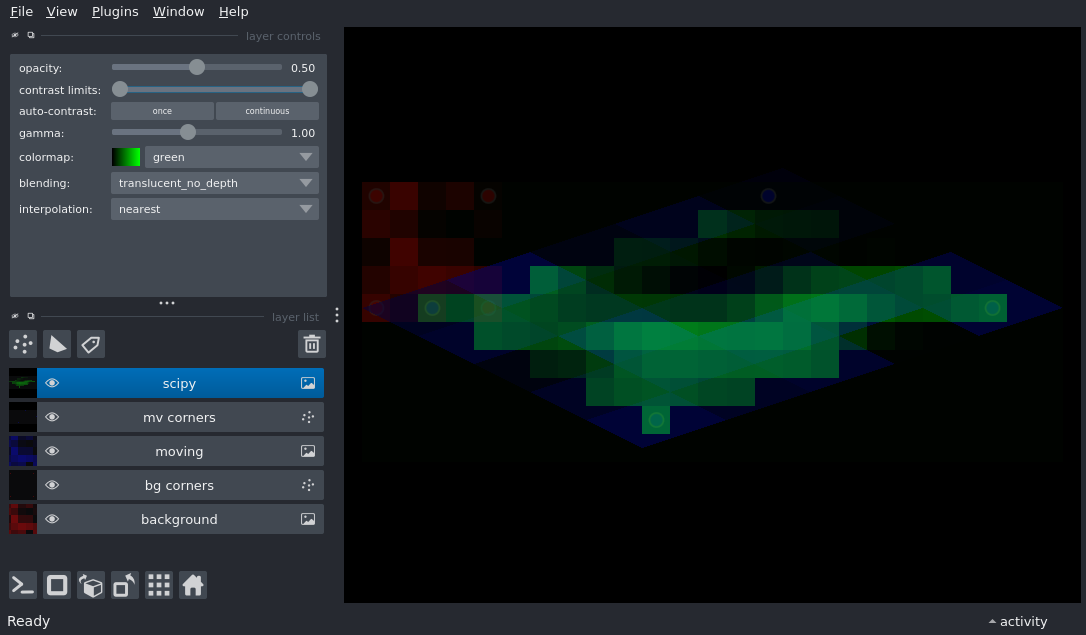 File View Plugins Window Help
layer controls
opacity: 0.50
contrast limits:
auto-contrast: once continuous
gamma: 1.00
colormap: green
blending: translucent_no_depth
interpolation: nearest
layer list
scipy
mv corners
moving
bg corners
background
Ready activity